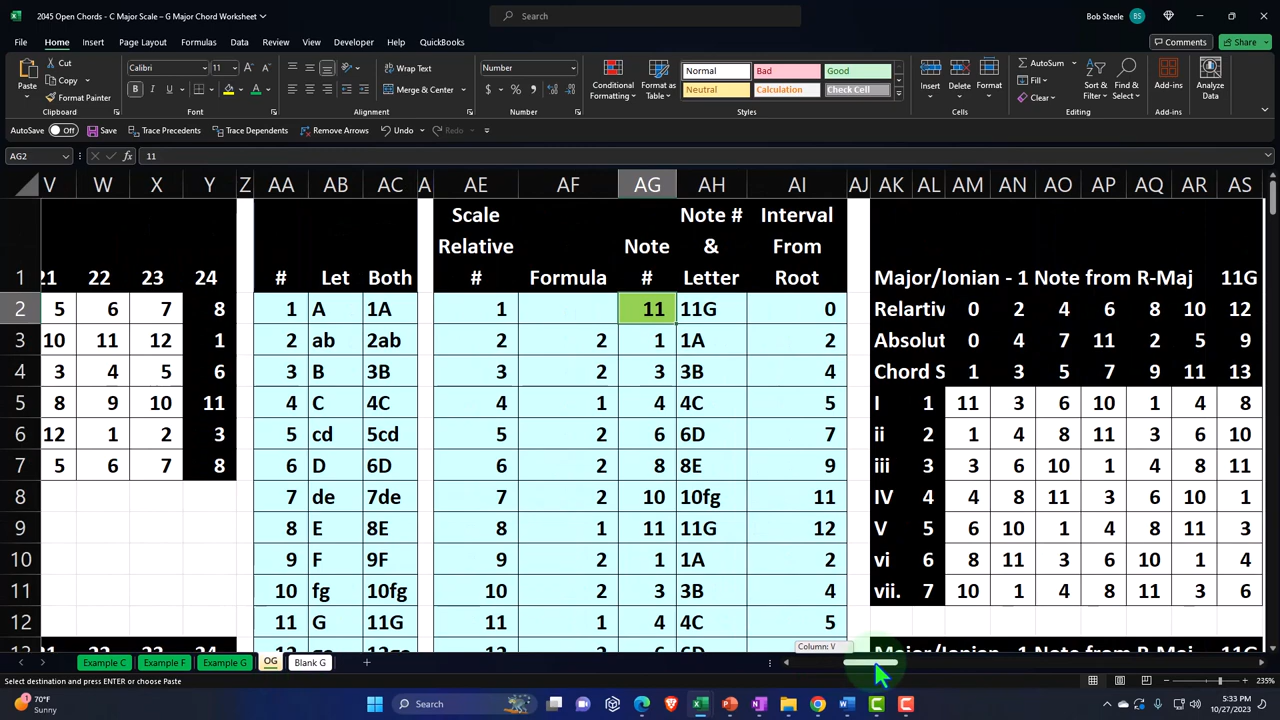 2045 Open Chords - C Major Scale – G Major Chord Worksheet
Search
Bob Steele
BS
File Home Insert Page Layout Formulas Data Review View Developer Help QuickBooks
Comments
Share
Paste
Cut
Copy
Format Painter
Clipboard
Calibri 11
Font
Wrap Text
Merge & Center
Alignment
Number
Number
Conditional Formatting
Format as Table
Normal Bad Good
Neutral Calculation Check Cell
Styles
Insert Delete Format
Cells
AutoSum
Fill
Clear
Sort & Filter
Find & Select
Editing
Add-ins
Add-ins
Analyze Data
AutoSave Off Save Trace Precedents Trace Dependents Remove Arrows Undo Redo
AG2 fx 11
V W X Y Z AA AB AC A AE AF AG AH AI AJ AK AL AM AN AO AP AQ AR AS
Scale Note # Interval
Relative Note & From
1 21 22 23 24 # Let Both # Formula # Letter Root Major/Ionian - 1 Note from R-Maj 11G
2 5 6 7 8 1 A 1A 1 11 11G 0 Relartiv 0 2 4 6 8 10 12
3 10 11 12 1 2 ab 2ab 2 2 1 1A 2 Absolut 0 4 7 11 2 5 9
4 3 4 5 6 3 B 3B 3 2 3 3B 4 Chord S 1 3 5 7 9 11 13
5 8 9 10 11 4 C 4C 4 1 4 4C 5 I 1 11 3 6 10 1 4 8
6 12 1 2 3 5 cd 5cd 5 2 6 6D 7 ii 2 1 4 8 11 3 6 10
7 5 6 7 8 6 D 6D 6 2 8 8E 9 iii 3 3 6 10 1 4 8 11
8 7 de 7de 7 2 10 10fg 11 IV 4 4 8 11 3 6 10 1
9 8 E 8E 8 1 11 11G 12 V 5 6 10 1 4 8 11 3
10 9 F 9F 9 2 1 1A 2 vi 6 8 11 3 6 10 1 4
11 10 fg 10fg 10 2 3 3B 4 vii. 7 10 1 4 8 11 3 6
12 11 G 11G 11 1 4 4C 5
Column: V
Example C Example F Example G OG Blank G
Select destination and press ENTER or choose Paste
235%
70°F
Sunny
Search
5:33 PM
10/27/2023